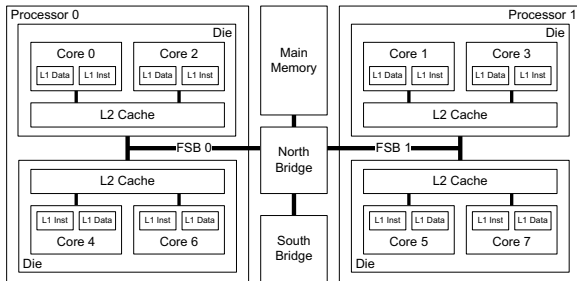 Processor 0
Die
Core 0
L1 Data
L1 Inst
Core 2
L1 Data
L1 Inst
L2 Cache
FSB 0
L2 Cache
L1 Inst
L1 Data
Core 4
L1 Inst
L1 Data
Core 6
Die
Main
Memory
North
Bridge
South
Bridge
Processor 1
Die
Core 1
L1 Data
L1 Inst
Core 3
L1 Data
L1 Inst
L2 Cache
FSB 1
L2 Cache
L1 Inst
L1 Data
Core 5
L1 Inst
L1 Data
Core 7
Die